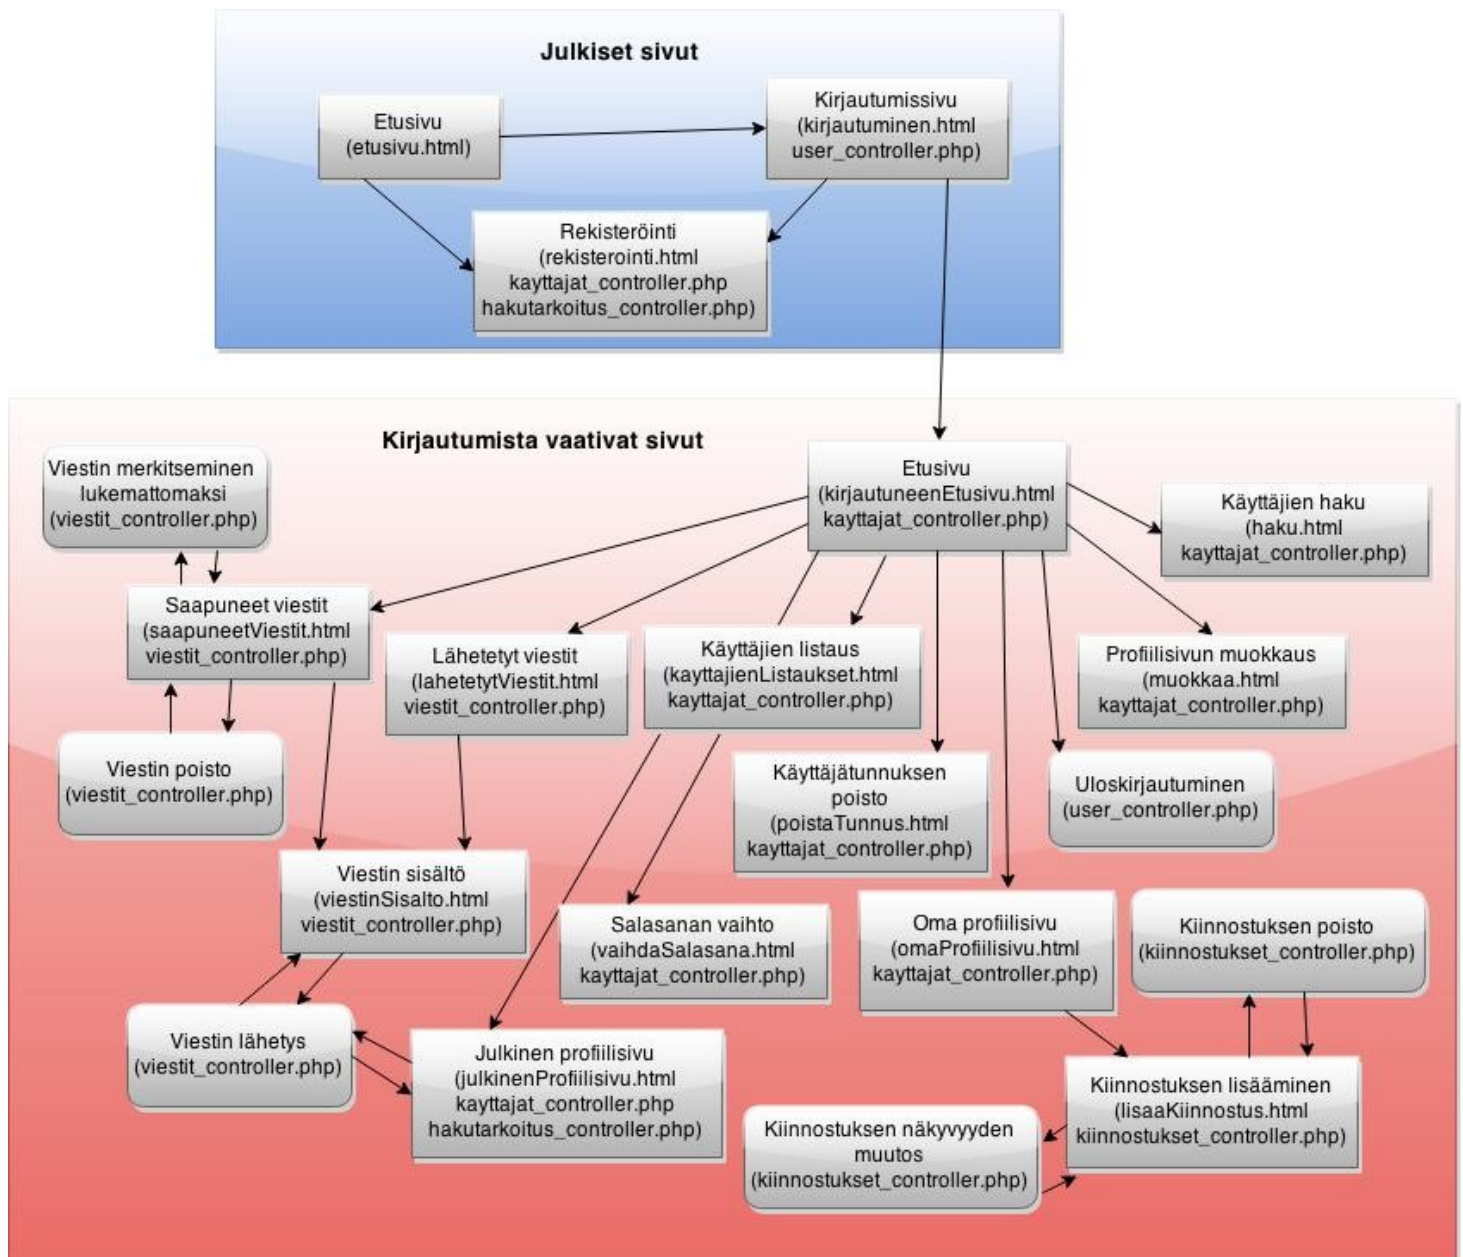 Julkiset sivut
Etusivu
(etusivu.html)
Kirjautumissivu
(kirjautuminen.html
user_controller.php)
Rekisteröinti
(rekisterointi.html
kayttajat_controller.php
hakutarkoitus_controller.php)
Kirjautumista vaativat sivut
Viestin merkitseminen
lukemattomaksi
(viestit_controller.php)
Etusivu
(kirjautuneenEtusivu.html
kayttajat_controller.php)
Käyttäjien haku
(haku.html
kayttajat_controller.php)
Saapuneet viestit
(saapuneetViestit.html
viestit_controller.php)
Lähetetyt viestit
(lahetetytViestit.html
viestit_controller.php)
Käyttäjien listaus
(kayttajienListaukset.html
kayttajat_controller.php)
Profiilisivun muokkaus
(muokkaa.html
kayttajat_controller.php)
Viestin poisto
(viestit_controller.php)
Käyttäjätunnuksen
poisto
(poistaTunnus.html
kayttajat_controller.php)
Uloskirjautuminen
(user_controller.php)
Viestin sisältö
(viestinSisalto.html
viestit_controller.php)
Salasanan vaihto
(vaihdaSalasana.html
kayttajat_controller.php)
Oma profiilisivu
(omaProfiilisivu.html
kayttajat_controller.php)
Kiinnostuksen poisto
(kiinnostukset_controller.php)
Viestin lähetys
(viestit_controller.php)
Julkinen profiilisivu
(julkinenProfiilisivu.html
kayttajat_controller.php
hakutarkoitus_controller.php)
Kiinnostuksen näkyvyyden
muutos
(kiinnostukset_controller.php)
Kiinnostuksen lisääminen
(lisaaKiinnostus.html
kiinnostukset_controller.php)